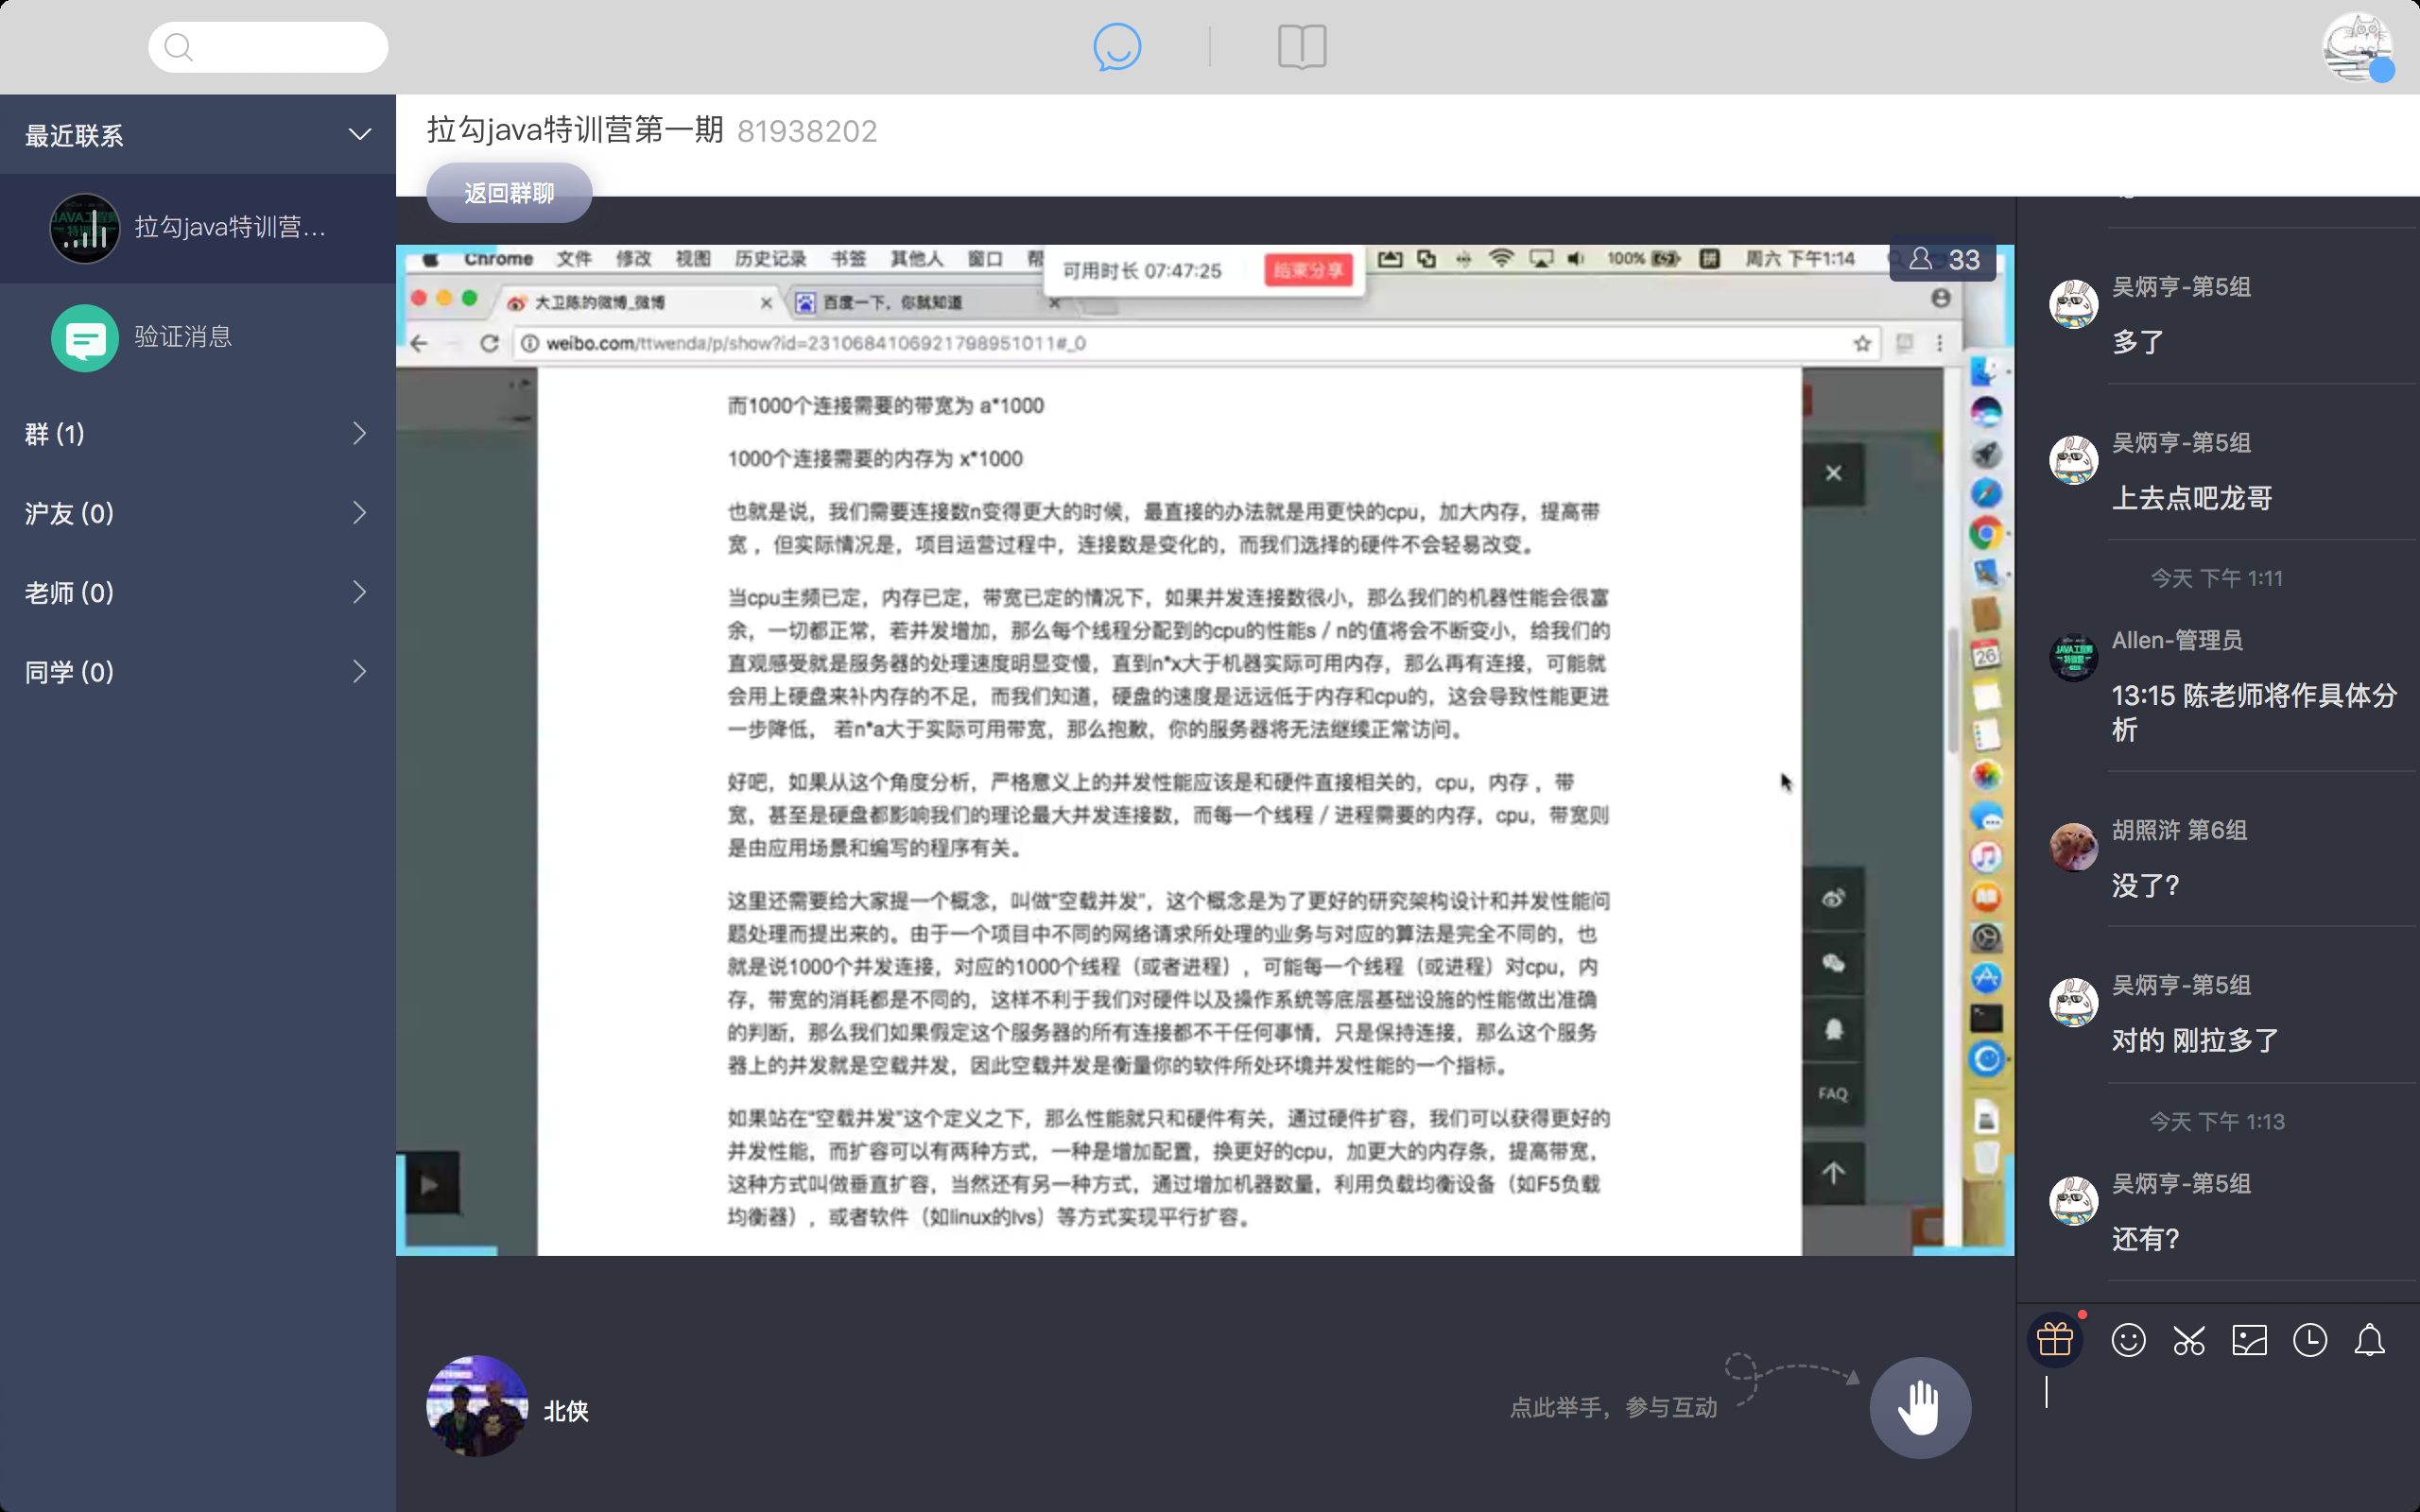 最近联系
拉勾java特训营...
验证消息
群 (1)
沪友 (0)
老师 (0)
同学 (0)
拉勾java特训营第一期 81938202
返回群聊
Chrome 文件 修改 视图 历史记录 书签 其他人 窗口 帮
可用时长 07:47:25 结束分享
100% 周六 下午1:14
33
大卫陈的微博_微博
百度一下，你就知道
weibo.com/ttwenda/p/show?id=2310684106921798951011#_0
而1000个连接需要的带宽为 a*1000
1000个连接需要的内存为 x*1000
也就是说，我们需要连接数n变得更大的时候，最直接的办法就是用更快的cpu，加大内存，提高带
宽 ，但实际情况是，项目运营过程中，连接数是变化的，而我们选择的硬件不会轻易改变。
当cpu主频已定，内存已定，带宽已定的情况下，如果并发连接数很小，那么我们的机器性能会很富
余，一切都正常，若并发增加，那么每个线程分配到的cpu的性能s / n的值将会不断变小，给我们的
直观感受就是服务器的处理速度明显变慢，直到n*x大于机器实际可用内存，那么再有连接，可能就
会用上硬盘来补内存的不足，而我们知道，硬盘的速度是远远低于内存和cpu的，这会导致性能更进
一步降低， 若n*a大于实际可用带宽，那么抱歉，你的服务器将无法继续正常访问。
好吧，如果从这个角度分析，严格意义上的并发性能应该是和硬件直接相关的，cpu，内存 ，带
宽，甚至是硬盘都影响我们的理论最大并发连接数，而每一个线程 / 进程需要的内存，cpu，带宽则
是由应用场景和编写的程序有关。
这里还需要给大家提一个概念，叫做“空载并发”，这个概念是为了更好的研究架构设计和并发性能问
题处理而提出来的。由于一个项目中不同的网络请求所处理的业务与对应的算法是完全不同的，也
就是说1000个并发连接，对应的1000个线程（或者进程），可能每一个线程（或进程）对cpu，内
存，带宽的消耗都是不同的，这样不利于我们对硬件以及操作系统等底层基础设施的性能做出准确
的判断，那么我们如果假定这个服务器的所有连接都不干任何事情，只是保持连接，那么这个服务
器上的并发就是空载并发，因此空载并发是衡量你的软件所处环境并发性能的一个指标。
如果站在“空载并发”这个定义之下，那么性能就只和硬件有关，通过硬件扩容，我们可以获得更好的
并发性能，而扩容可以有两种方式，一种是增加配置，换更好的cpu，加更大的内存条，提高带宽，
这种方式叫做垂直扩容，当然还有另一种方式，通过增加机器数量，利用负载均衡设备（如F5负载
均衡器），或者软件（如linux的lvs）等方式实现平行扩容。
FAQ
26
北侠
点此举手，参与互动
吴炳亨-第5组
多了
吴炳亨-第5组
上去点吧龙哥
今天 下午 1:11
Allen-管理员
13:15 陈老师将作具体分
析
胡照浒 第6组
没了?
吴炳亨-第5组
对的 刚拉多了
今天 下午 1:13
吴炳亨-第5组
还有?